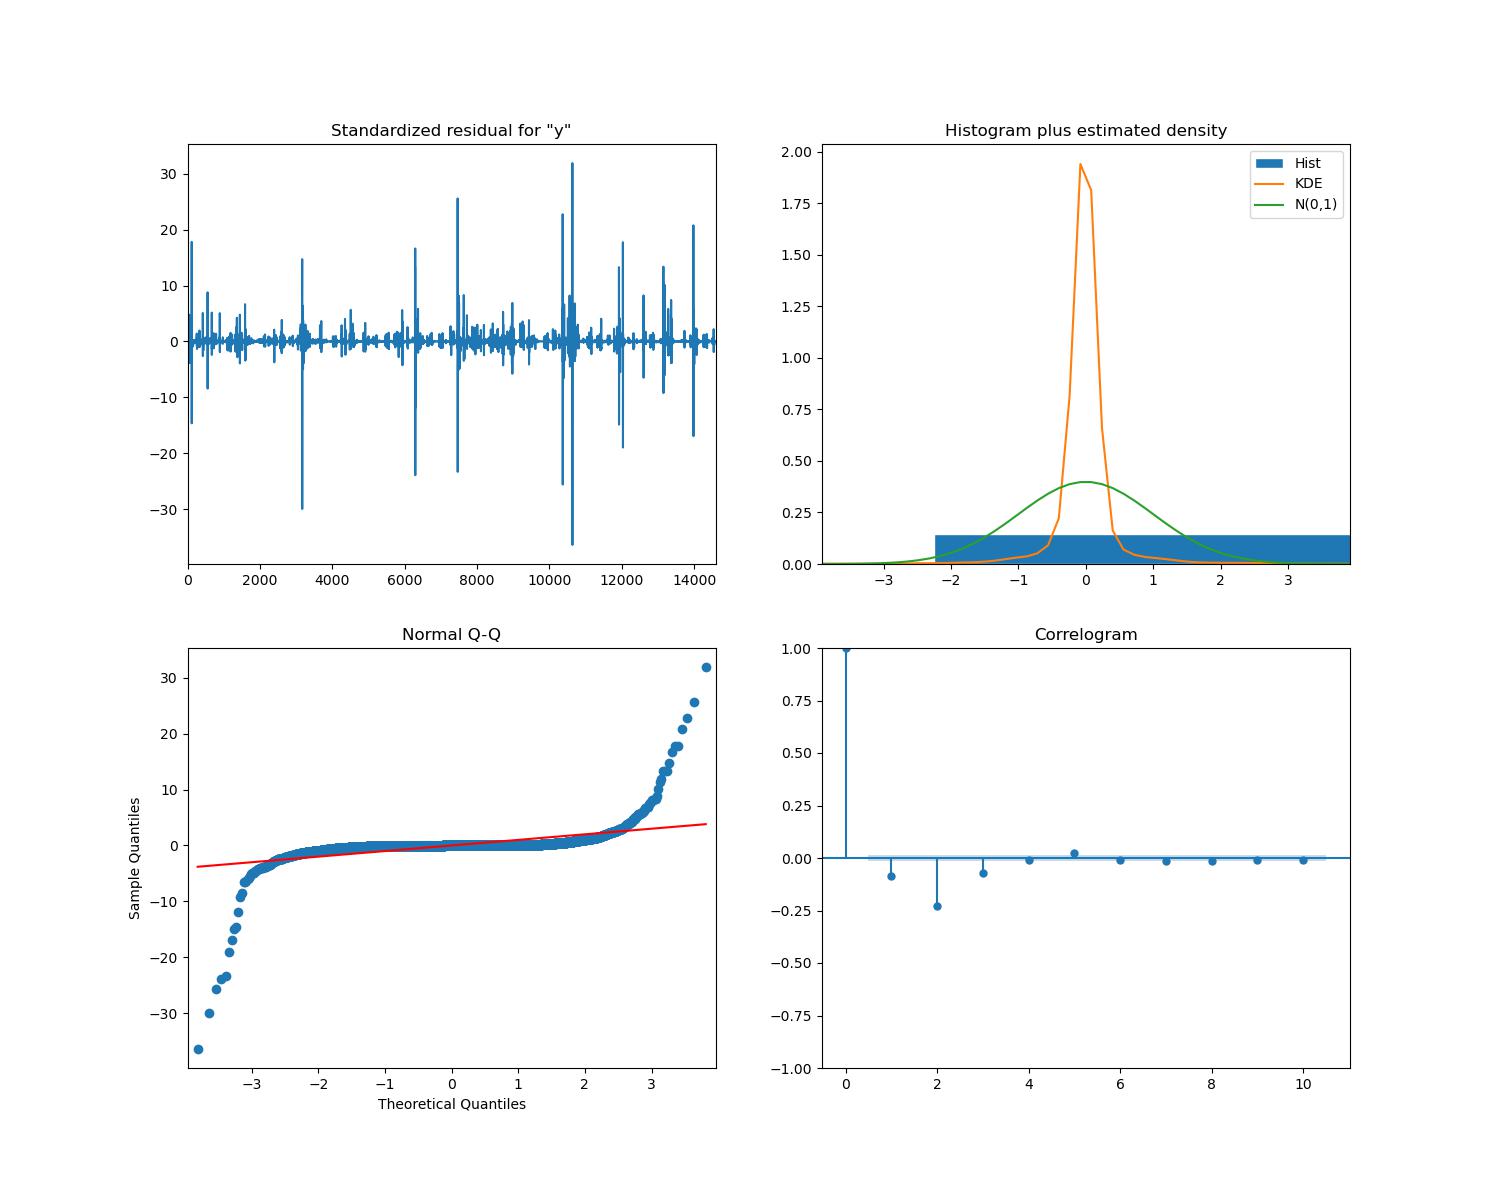 Standardized residual for "y"
30
20
10
0
−10
−20
−30
0 2000 4000 6000 8000 10000 12000 14000
Histogram plus estimated density
2.00
1.75
1.50
1.25
1.00
0.75
0.50
0.25
0.00
−3 −2 −1 0 1 2 3
Hist
KDE
N(0,1)
Normal Q-Q
Sample Quantiles
30
20
10
0
−10
−20
−30
−3 −2 −1 0 1 2 3
Theoretical Quantiles
Correlogram
1.00
0.75
0.50
0.25
0.00
−0.25
−0.50
−0.75
−1.00
0 2 4 6 8 10